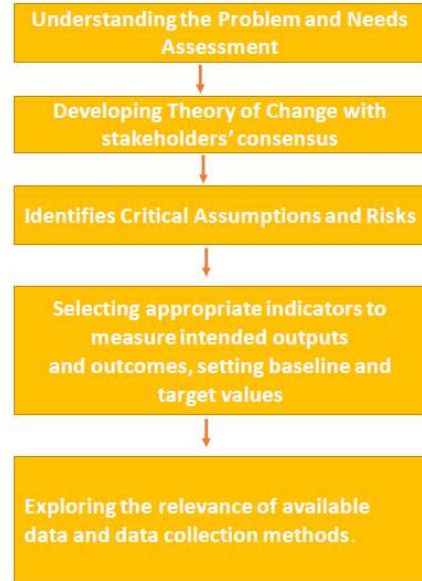 Understanding the Problem and Needs
Assessment
Developing Theory of Change with
stakeholders’ consensus
Identifies Critical Assumptions and Risks
Selecting appropriate indicators to
measure intended outputs
and outcomes, setting baseline and
target values
Exploring the relevance of available
data and data collection methods.